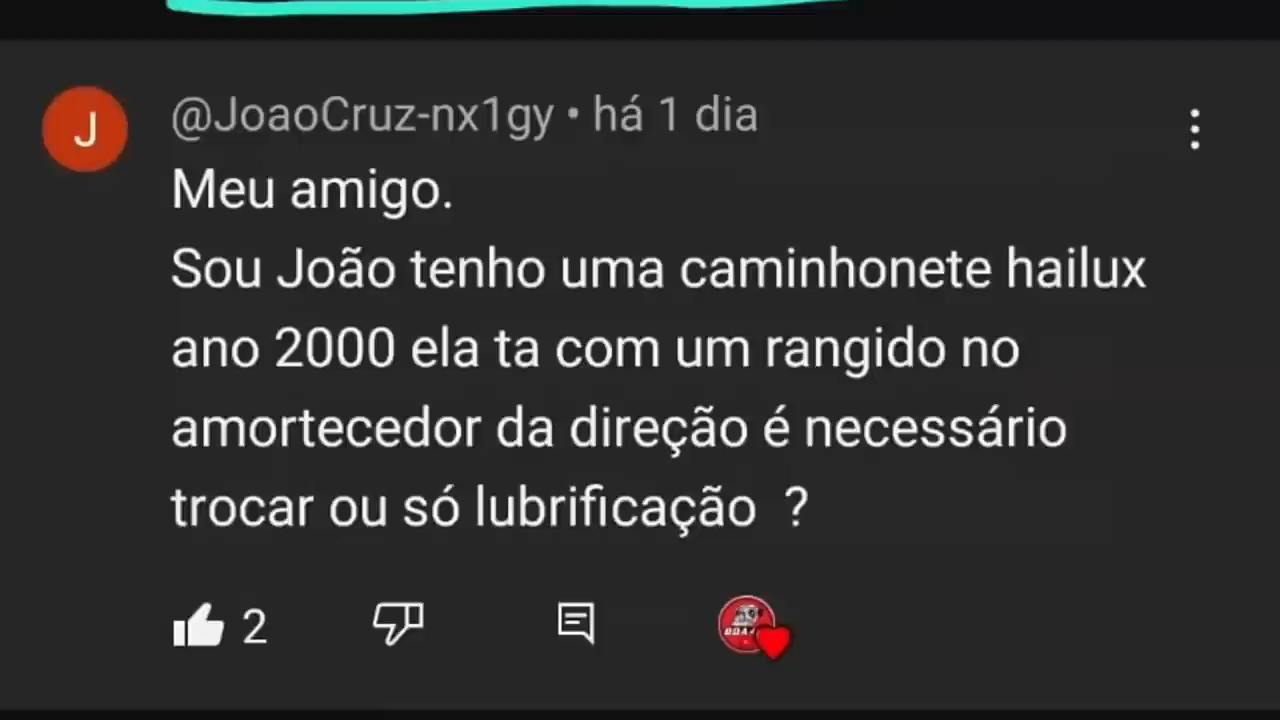 J
@JoaoCruz-nx1gy • há 1 dia
Meu amigo.
Sou João tenho uma caminhonete hailux
ano 2000 ela ta com um rangido no
amortecedor da direção é necessário
trocar ou só lubrificação ?
2